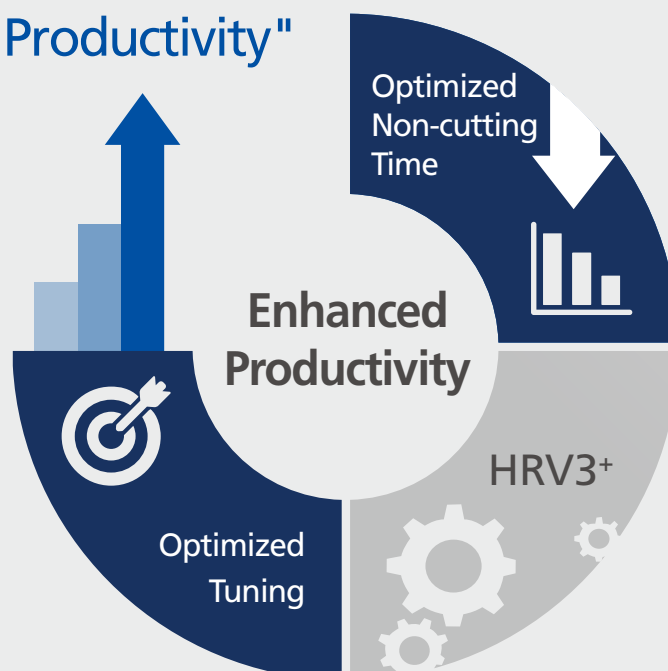 Productivity"
Optimized
Non-cutting
Time
Enhanced
Productivity
HRV3⁺
Optimized
Tuning